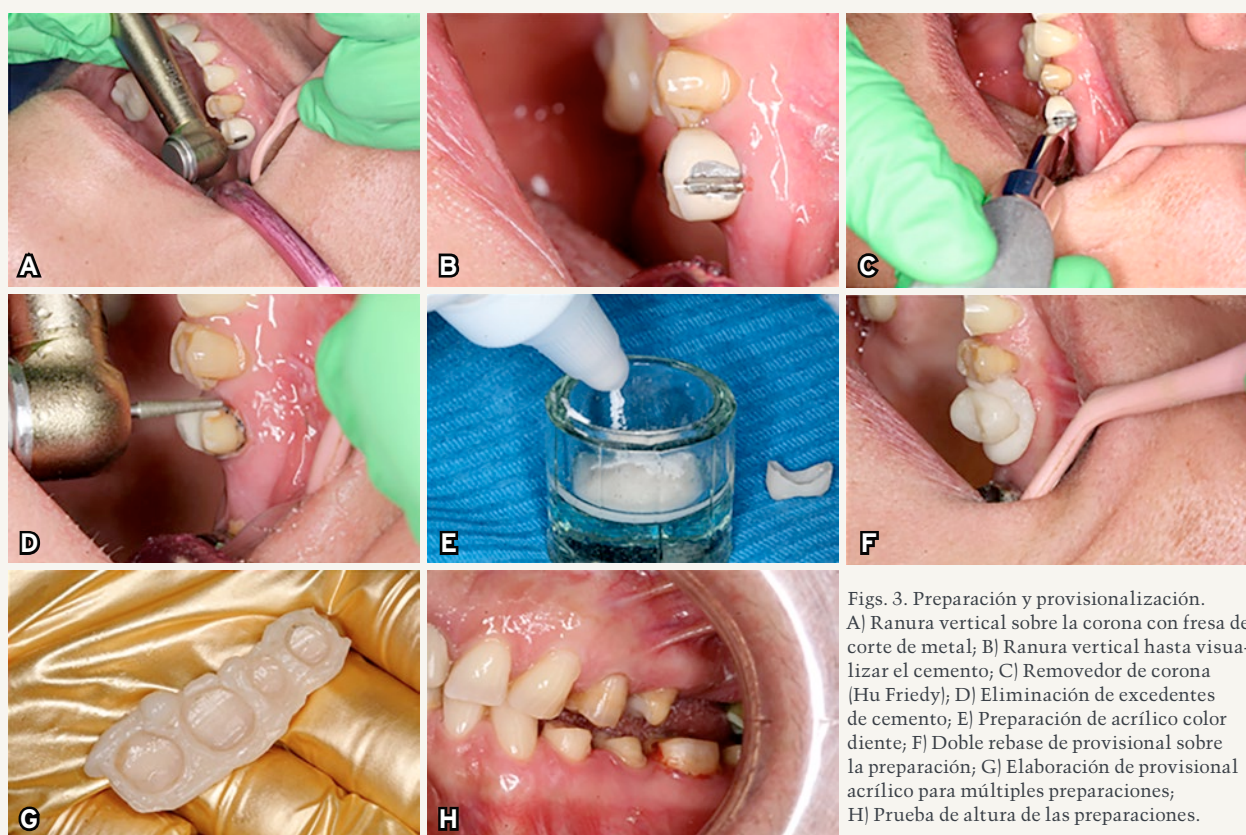 A
B
C
D
E
F
G
H
Figs. 3. Preparación y provisionalización.
A) Ranura vertical sobre la corona con fresa de
corte de metal; B) Ranura vertical hasta visua-
lizar el cemento; C) Removedor de corona
(Hu Friedy); D) Eliminación de excedentes
de cemento; E) Preparación de acrílico color
diente; F) Doble rebase de provisional sobre
la preparación; G) Elaboración de provisional
acrílico para múltiples preparaciones;
H) Prueba de altura de las preparaciones.